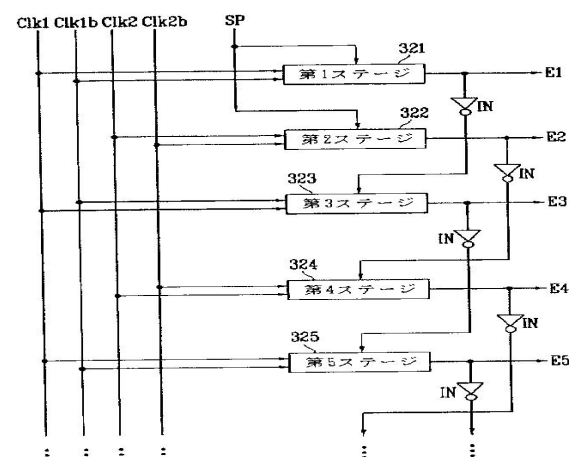 Clk1 Clk1b Clk2 Clk2b SP
321
第1ステージ E1
IN
322
第2ステージ E2
IN
323
第3ステージ E3
IN
324
第4ステージ E4
IN
325
第5ステージ E5
IN